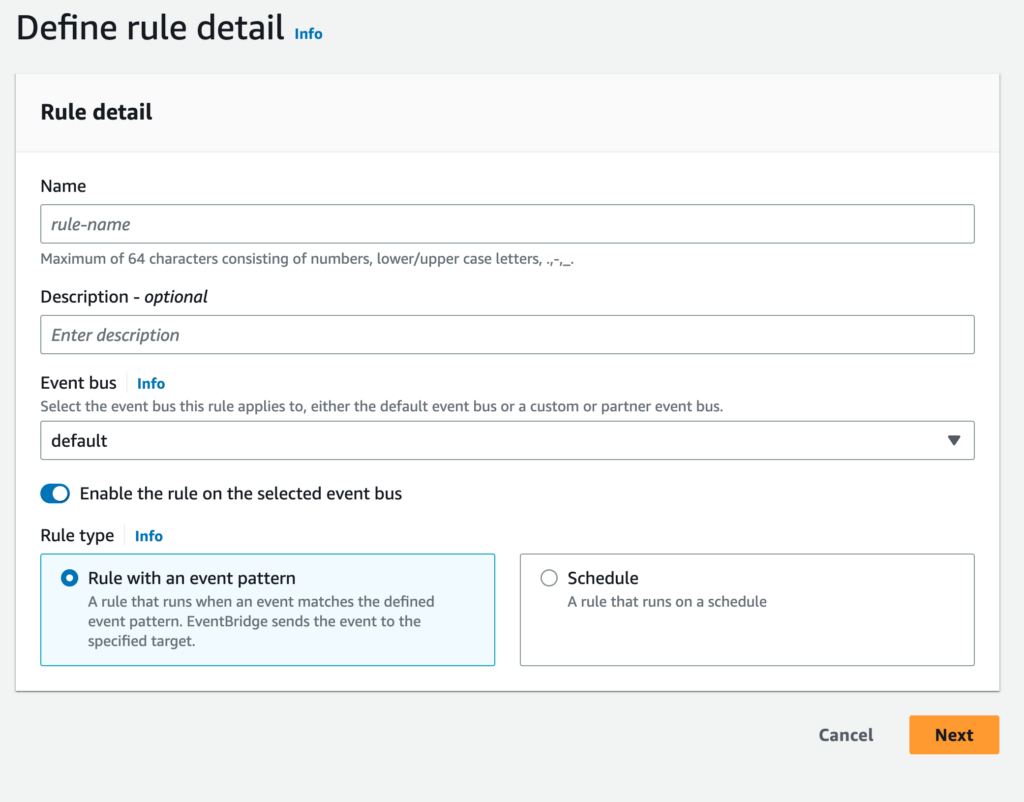 Define rule detail Info
Rule detail
Name
rule-name
Maximum of 64 characters consisting of numbers, lower/upper case letters, .,-,_.
Description - optional
Enter description
Event bus Info
Select the event bus this rule applies to, either the default event bus or a custom or partner event bus.
default
Enable the rule on the selected event bus
Rule type Info
Rule with an event pattern
A rule that runs when an event matches the defined
event pattern. EventBridge sends the event to the
specified target.
Schedule
A rule that runs on a schedule
Cancel
Next